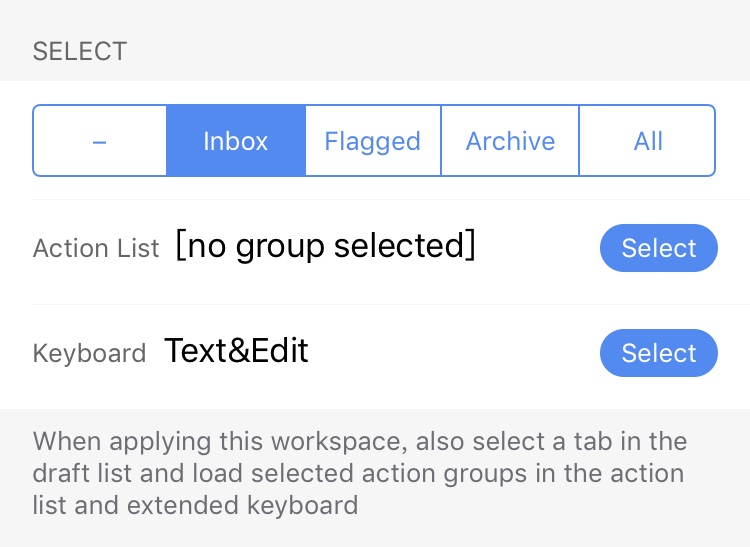 SELECT
– Inbox Flagged Archive All
Action List [no group selected] Select
Keyboard Text&Edit Select
When applying this workspace, also select a tab in the
draft list and load selected action groups in the action
list and extended keyboard